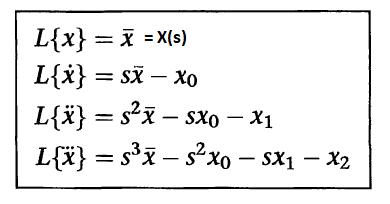 L{x} = x̄ = X(s)
L{ẋ} = sx̄ − x₀
L{ẍ} = s²x̄ − sx₀ − x₁
L{x⃛} = s³x̄ − s²x₀ − sx₁ − x₂